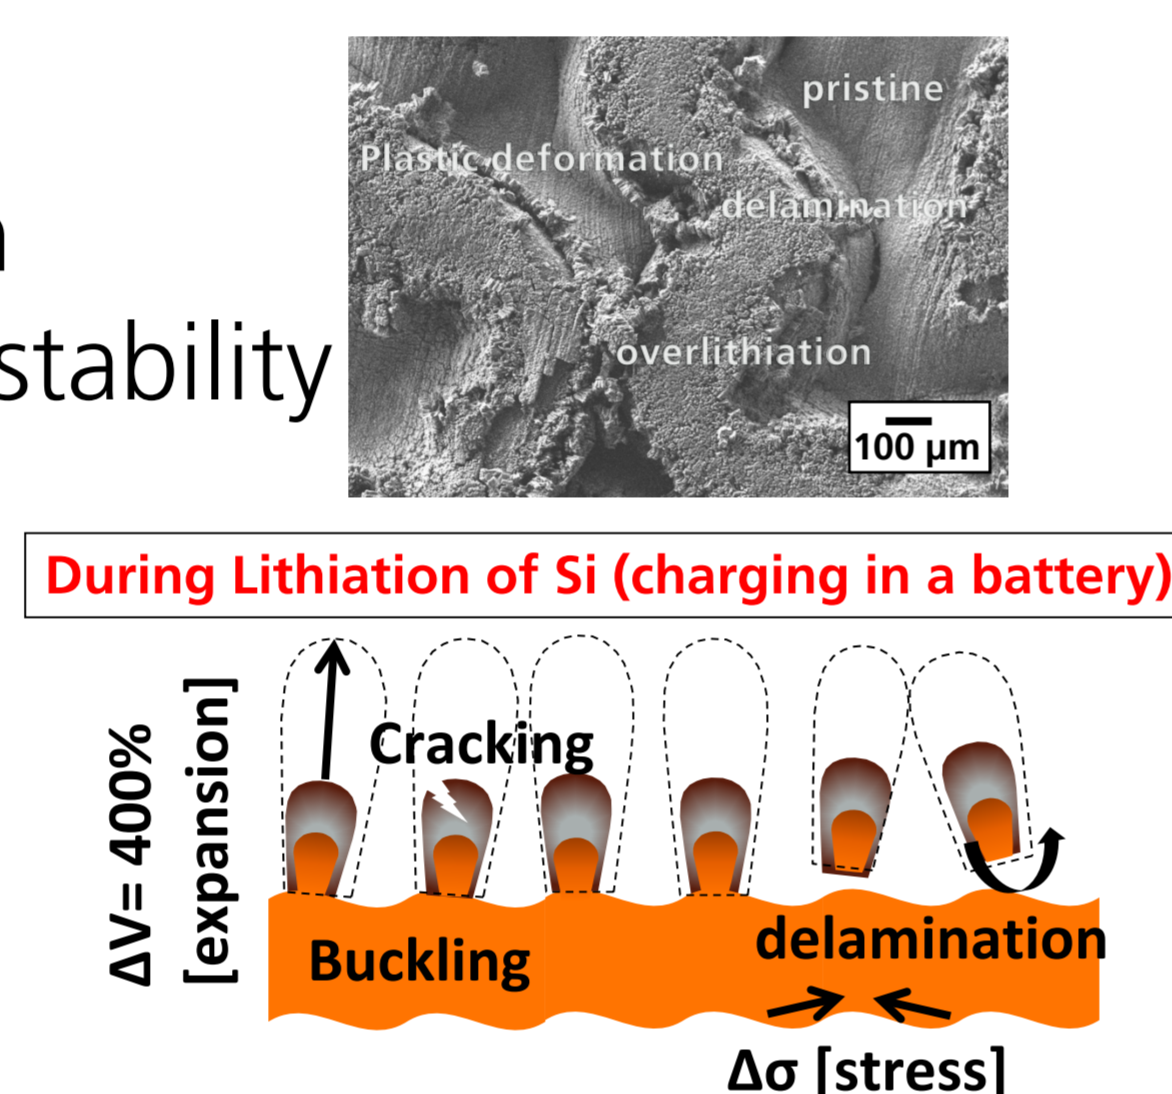 pristine
Plastic deformation
delamination
stability
overlithiation
100 µm
During Lithiation of Si (charging in a battery)
ΔV= 400%
[expansion]
Cracking
Buckling
delamination
Δσ [stress]